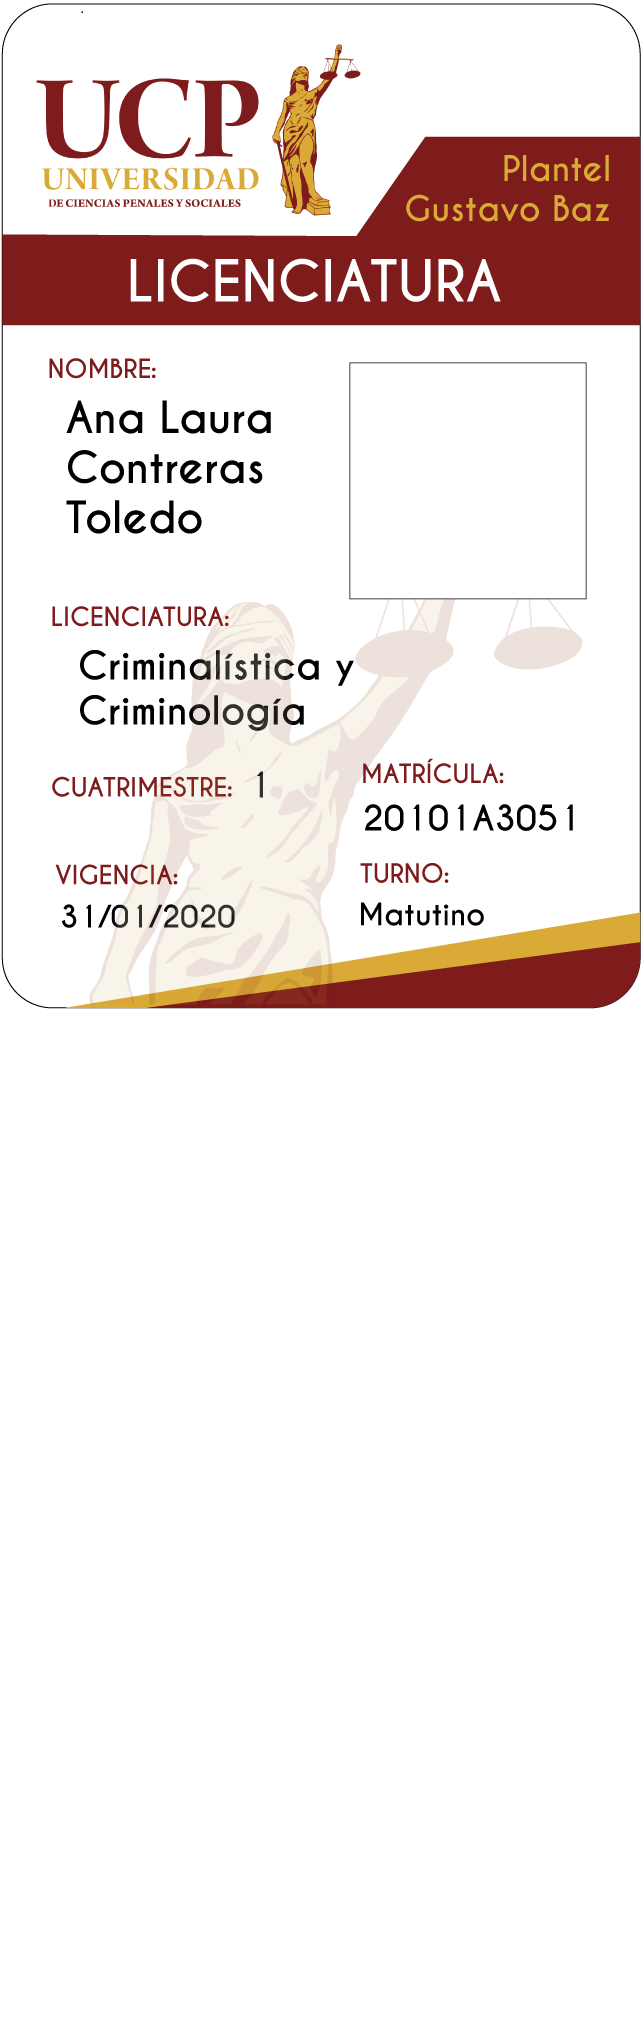 UCP
UNIVERSIDAD
DE CIENCIAS PENALES Y SOCIALES
Plantel
Gustavo Baz
LICENCIATURA
NOMBRE:
Ana Laura
Contreras
Toledo
LICENCIATURA:
Criminalística y
Criminología
CUATRIMESTRE: 1
MATRÍCULA:
20101A3051
VIGENCIA:
31/01/2020
TURNO:
Matutino